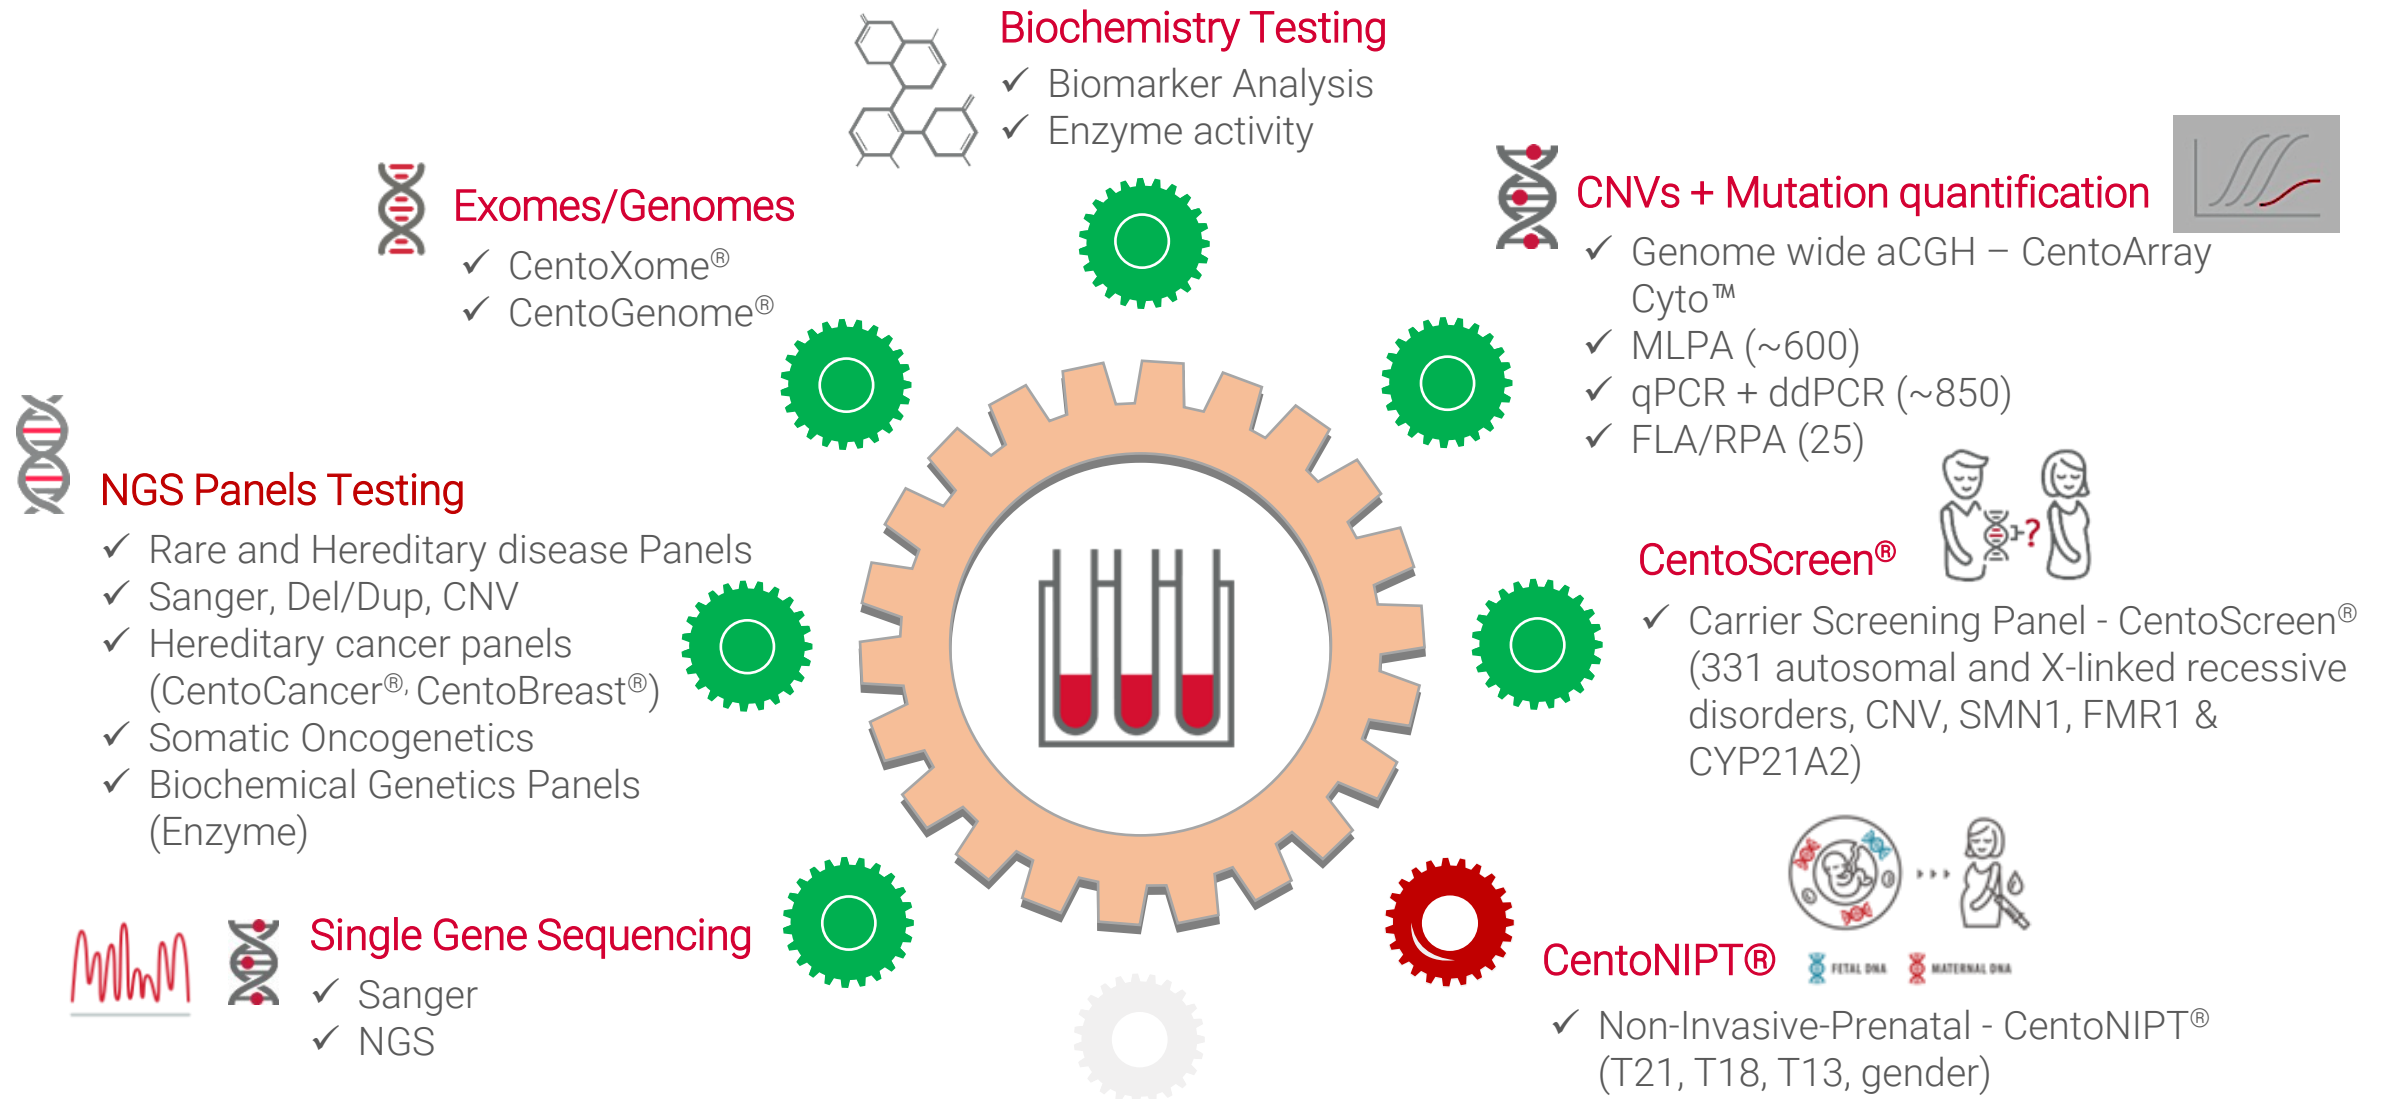 Biochemistry Testing
✓ Biomarker Analysis
✓ Enzyme activity
Exomes/Genomes
✓ CentoXome®
✓ CentoGenome®
CNVs + Mutation quantification
✓ Genome wide aCGH – CentoArray
Cyto™
✓ MLPA (~600)
✓ qPCR + ddPCR (~850)
✓ FLA/RPA (25)
NGS Panels Testing
✓ Rare and Hereditary disease Panels
✓ Sanger, Del/Dup, CNV
✓ Hereditary cancer panels
(CentoCancer®, CentoBreast®)
✓ Somatic Oncogenetics
✓ Biochemical Genetics Panels
(Enzyme)
?
CentoScreen®
✓ Carrier Screening Panel - CentoScreen®
(331 autosomal and X-linked recessive
disorders, CNV, SMN1, FMR1 &
CYP21A2)
Single Gene Sequencing
✓ Sanger
✓ NGS
CentoNIPT®
FETAL DNA
MATERNAL DNA
✓ Non-Invasive-Prenatal - CentoNIPT®
(T21, T18, T13, gender)